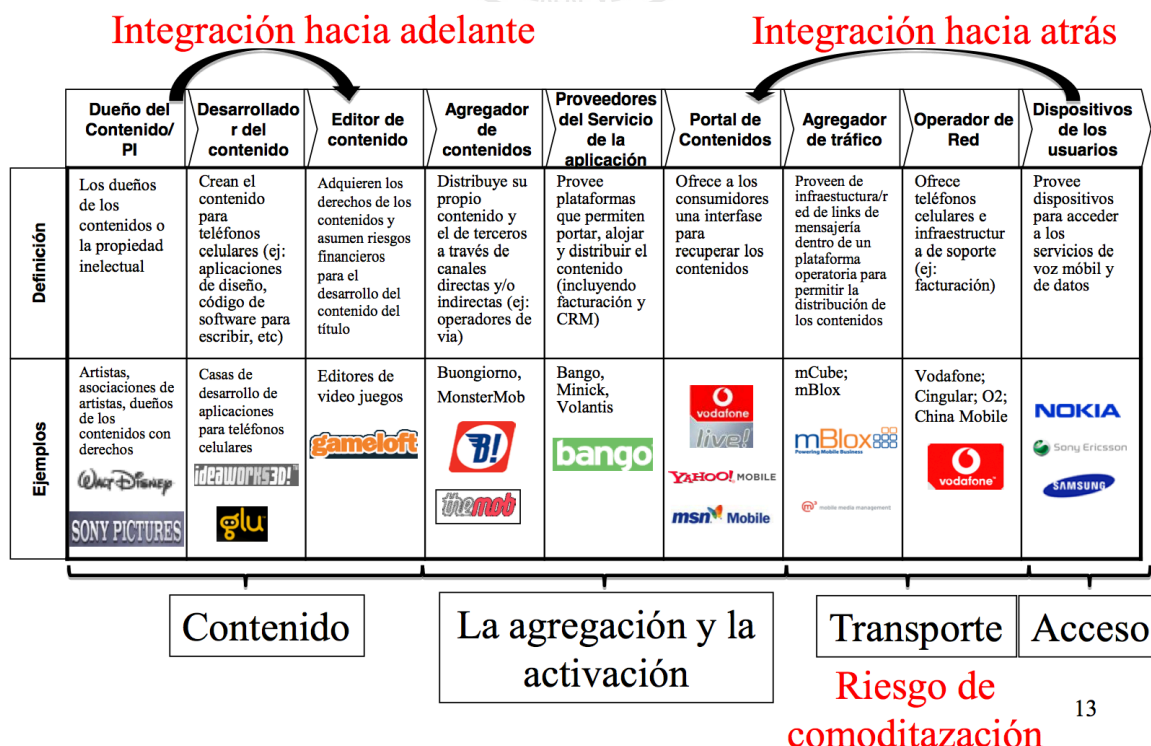 Integración hacia adelante
Integración hacia atrás
Dueño del
Contenido/
PI
Desarrollado
r del
contenido
Editor de
contenido
Agregador
de
contenidos
Proveedores
del Servicio
de la
aplicación
Portal de
Contenidos
Agregador
de tráfico
Operador de
Red
Dispositivos
de los
usuarios
Definición
Los dueños
de los
contenidos o
la propiedad
inelectual
Crean el
contenido
para
teléfonos
celulares (ej:
aplicaciones
de diseño,
código de
software para
escribir, etc)
Adquieren los
derechos de los
contenidos y
asumen riesgos
financieros
para el
desarrollo del
contenido del
título
Distribuye su
propio
contenido y
el de terceros
a través de
canales
directas y/o
indirectas (ej:
operadores de
via)
Provee
plataformas
que permiten
portar, alojar
y distribuir el
contenido
(incluyendo
facturación y
CRM)
Ofrece a los
consumidores
una interfase
para
recuperar los
contenidos
Proveen de
infraestuctura/r
ed de links de
mensajería
dentro de un
plataforma
operatoria para
permitir la
distribución de
los contenidos
Ofrece
teléfonos
celulares e
infraestructur
a de soporte
(ej:
facturación)
Provee
dispositivos
para acceder
a los
servicios de
voz móbil y
de datos
Ejemplos
Artistas,
asociaciones de
artistas, dueños
de los
contenidos con
derechos
WALT DISNEY
SONY PICTURES
Casas de
desarrollo de
aplicaciones
para teléfonos
celulares
ideaworks3D!™
glu
Editores de
video juegos
gameloft
Buongiorno,
MonsterMob
B!
themob
Bango,
Minick,
Volantis
bango
vodafone
live!
YAHOO! MOBILE
msn Mobile
mCube;
mBlox
mBlox
Powering Mobile Business
m³ mobile media management
Vodafone;
Cingular; O2;
China Mobile
vodafone™
NOKIA
Sony Ericsson
SAMSUNG
Contenido
La agregación y la
activación
Transporte
Acceso
Riesgo de
comoditazación
13